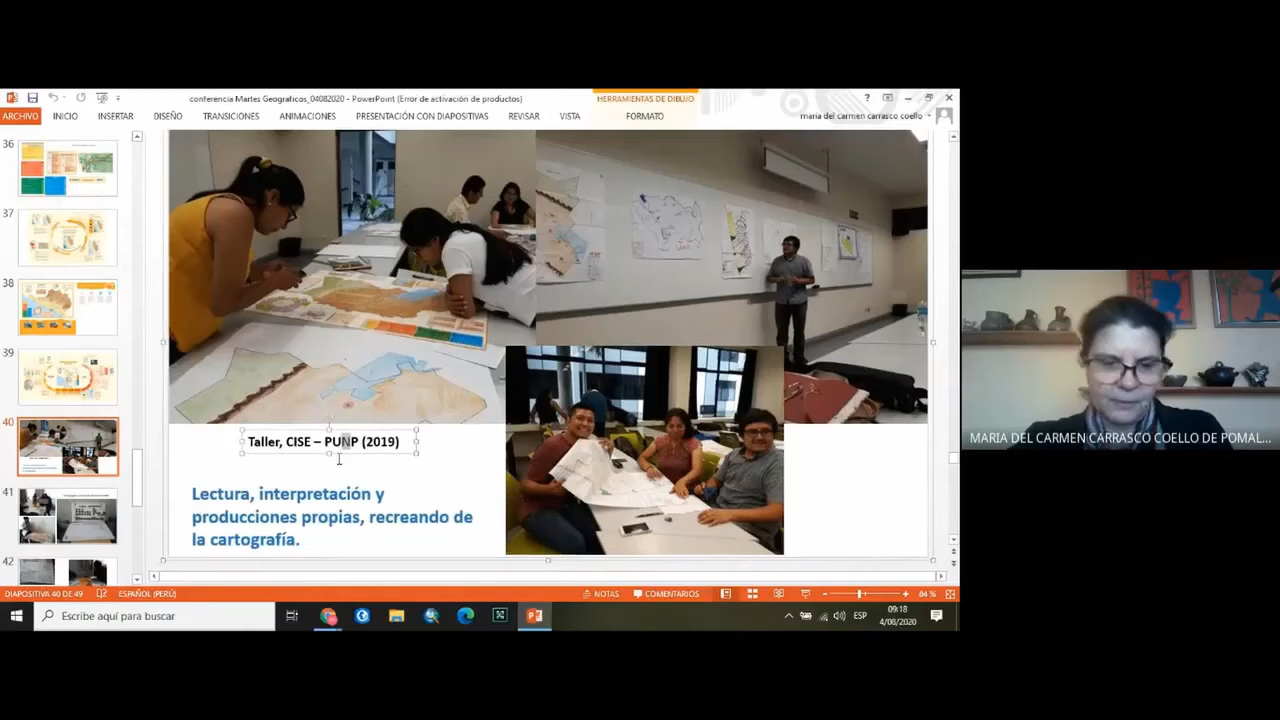 conferencia Martes Geograficos_04082020 - PowerPoint (Error de activación de productos)
HERRAMIENTAS DE DIBUJO
ARCHIVO INICIO INSERTAR DISEÑO TRANSICIONES ANIMACIONES PRESENTACIÓN CON DIAPOSITIVAS REVISAR VISTA FORMATO
maria del carmen carrasco coello
36
37
38
39
40
41
42
Taller, CISE – PUNP (2019)
Lectura, interpretación y
producciones propias, recreando de
la cartografía.
MARIA DEL CARMEN CARRASCO COELLO DE POMAL...
DIAPOSITIVA 40 DE 49 ESPAÑOL (PERÚ) NOTAS COMENTARIOS 84 %
Escribe aquí para buscar
ESP
09:18
4/08/2020